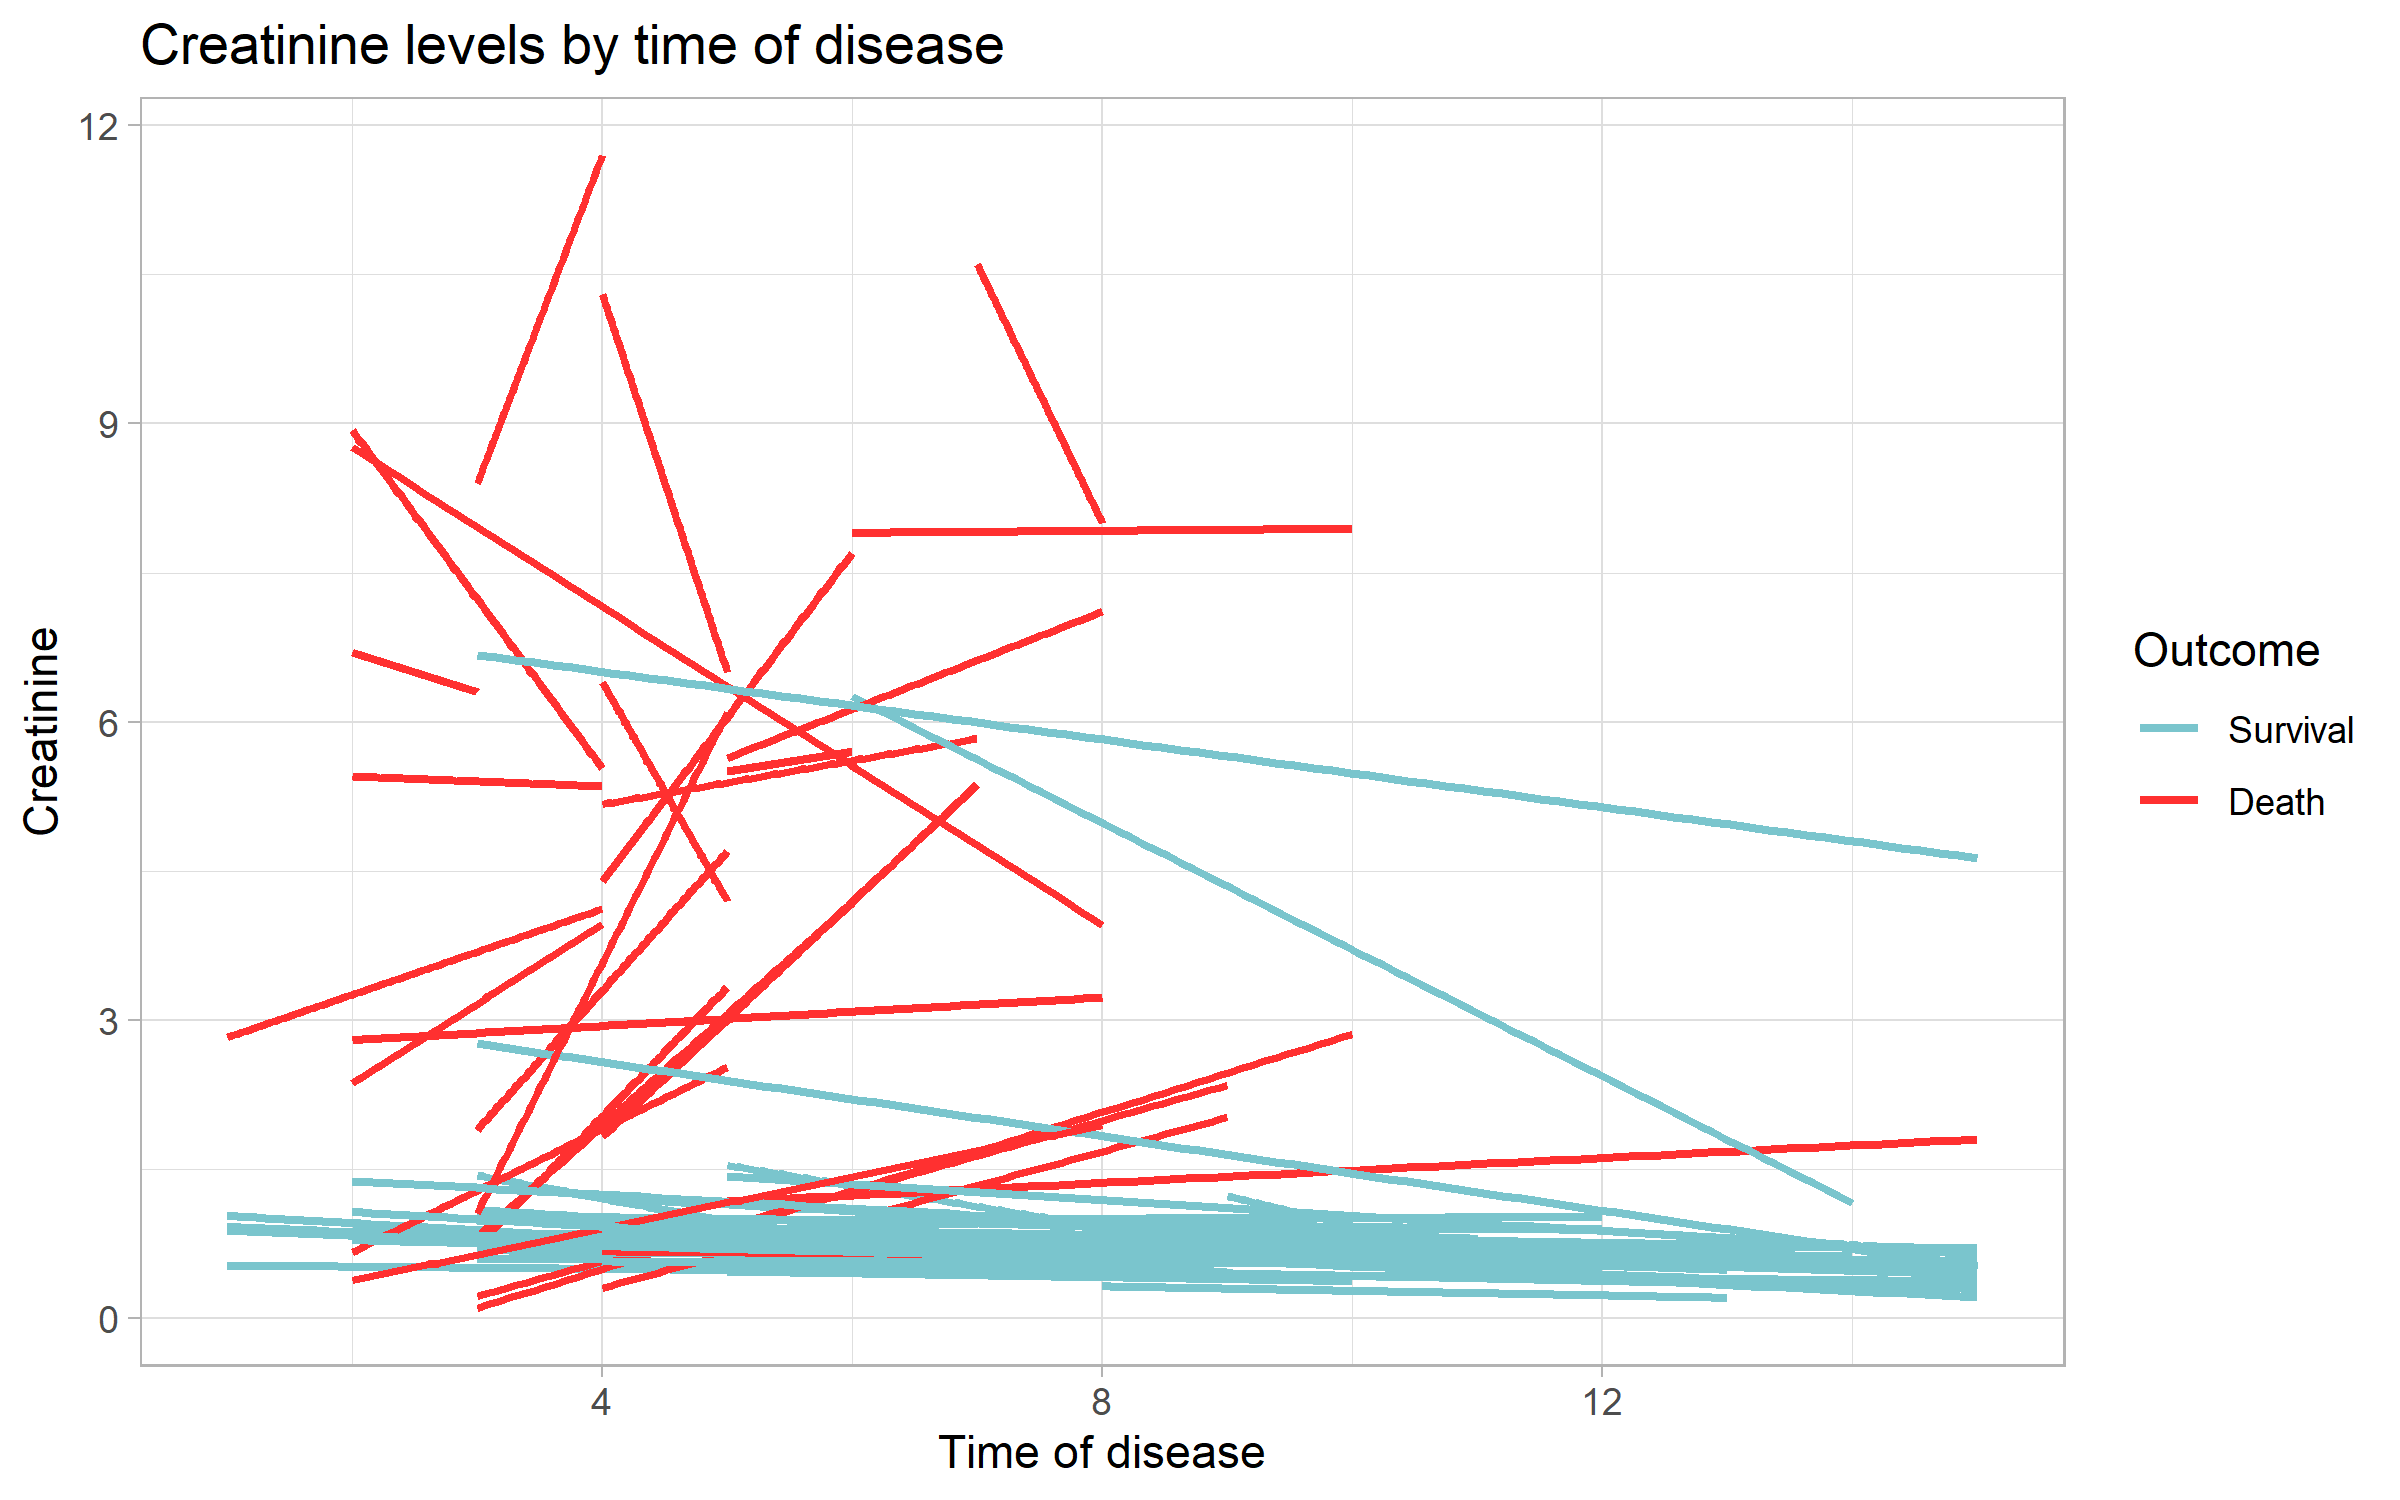 Creatinine levels by time of disease
12
9
6
3
0
Creatinine
4
8
12
Time of disease
Outcome
Survival
Death